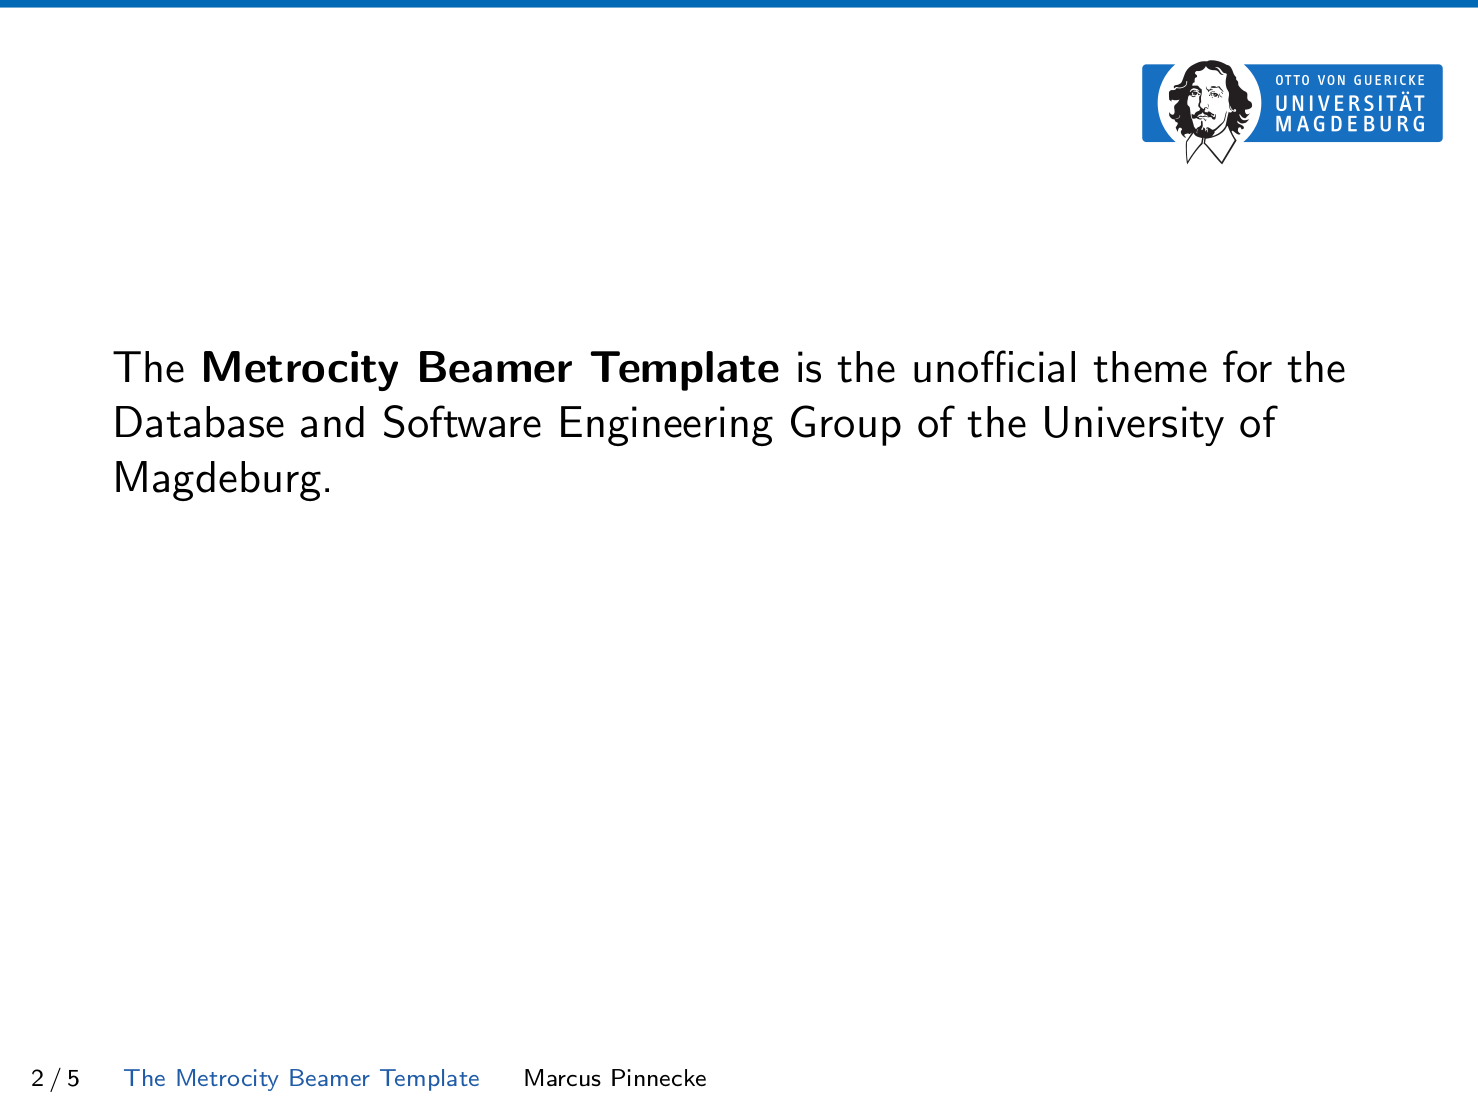 OTTO VON GUERICKE
UNIVERSITÄT
MAGDEBURG
The Metrocity Beamer Template is the unofficial theme for the
Database and Software Engineering Group of the University of
Magdeburg.
2 / 5 The Metrocity Beamer Template Marcus Pinnecke